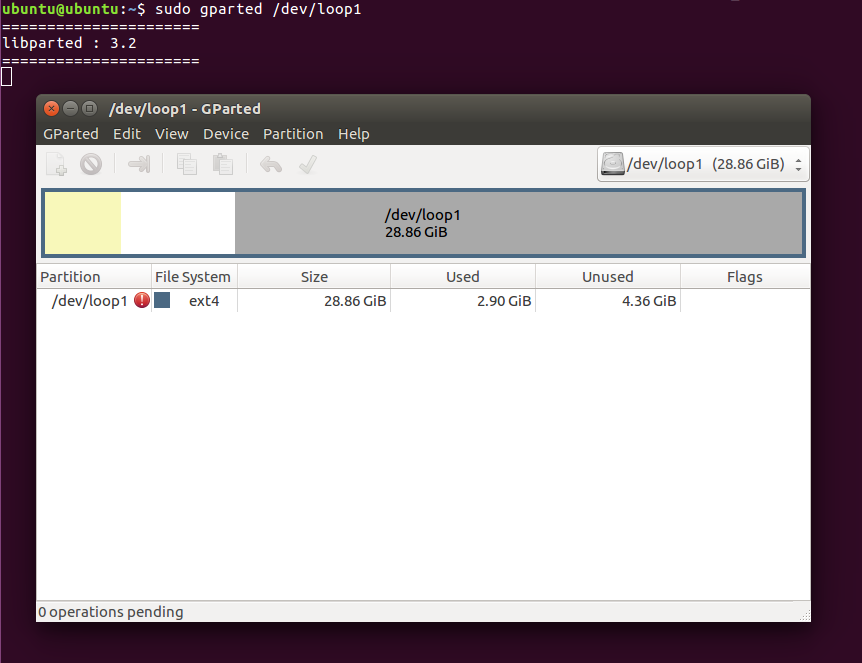 ubuntu@ubuntu:~$ sudo gparted /dev/loop1
======================
libparted : 3.2
======================
/dev/loop1 - GParted
GParted Edit View Device Partition Help
/dev/loop1 (28.86 GiB)
/dev/loop1
28.86 GiB
Partition File System Size Used Unused Flags
/dev/loop1 ext4 28.86 GiB 2.90 GiB 4.36 GiB
0 operations pending